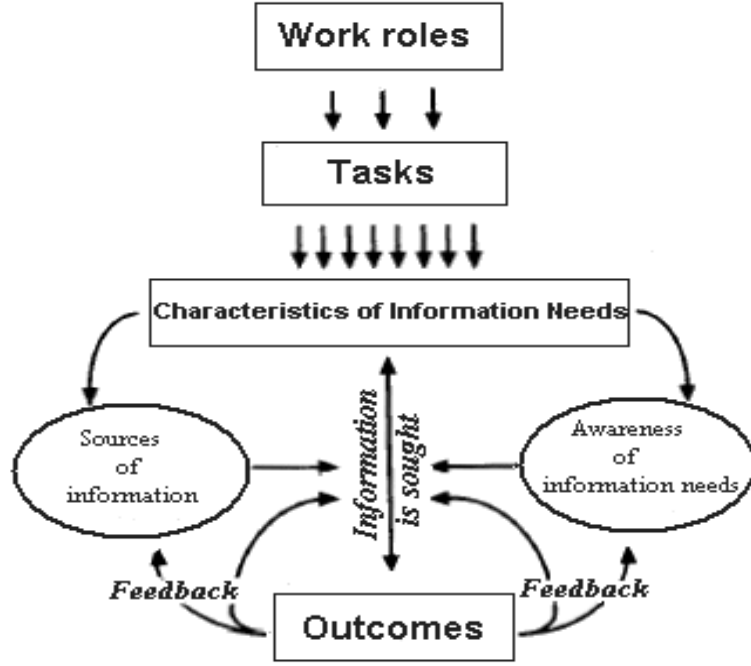 Work roles
Tasks
Characteristics of Information Needs
Sources
of
information
Information
is sought
Awareness
of
information needs
Feedback
Feedback
Outcomes